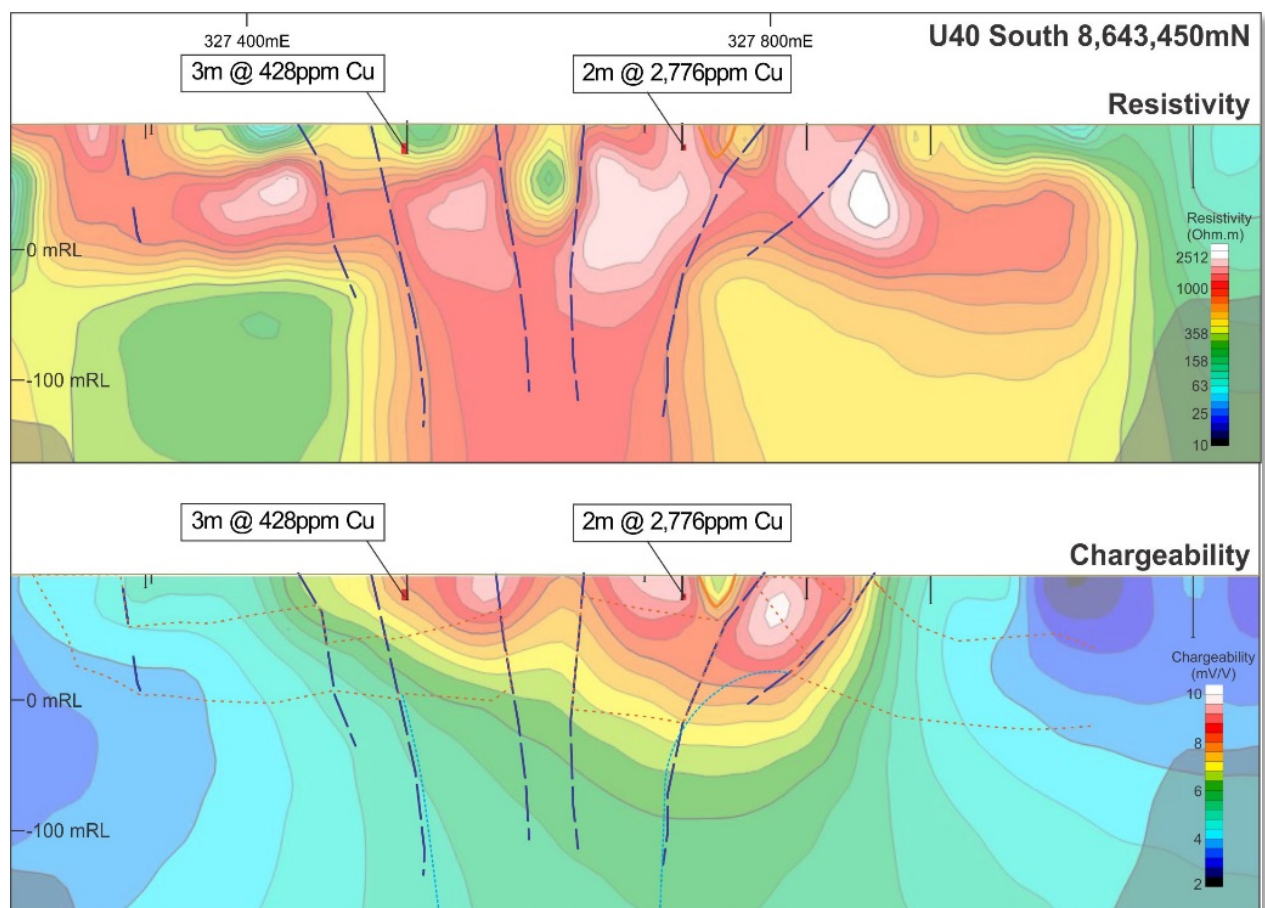 327 400mE
327 800mE
U40 South 8,643,450mN
3m @ 428ppm Cu
2m @ 2,776ppm Cu
Resistivity
0 mRL
-100 mRL
Resistivity
(Ohm.m)
2512
1000
358
158
63
25
10
3m @ 428ppm Cu
2m @ 2,776ppm Cu
Chargeability
0 mRL
-100 mRL
Chargeability
(mV/V)
10
8
6
4
2